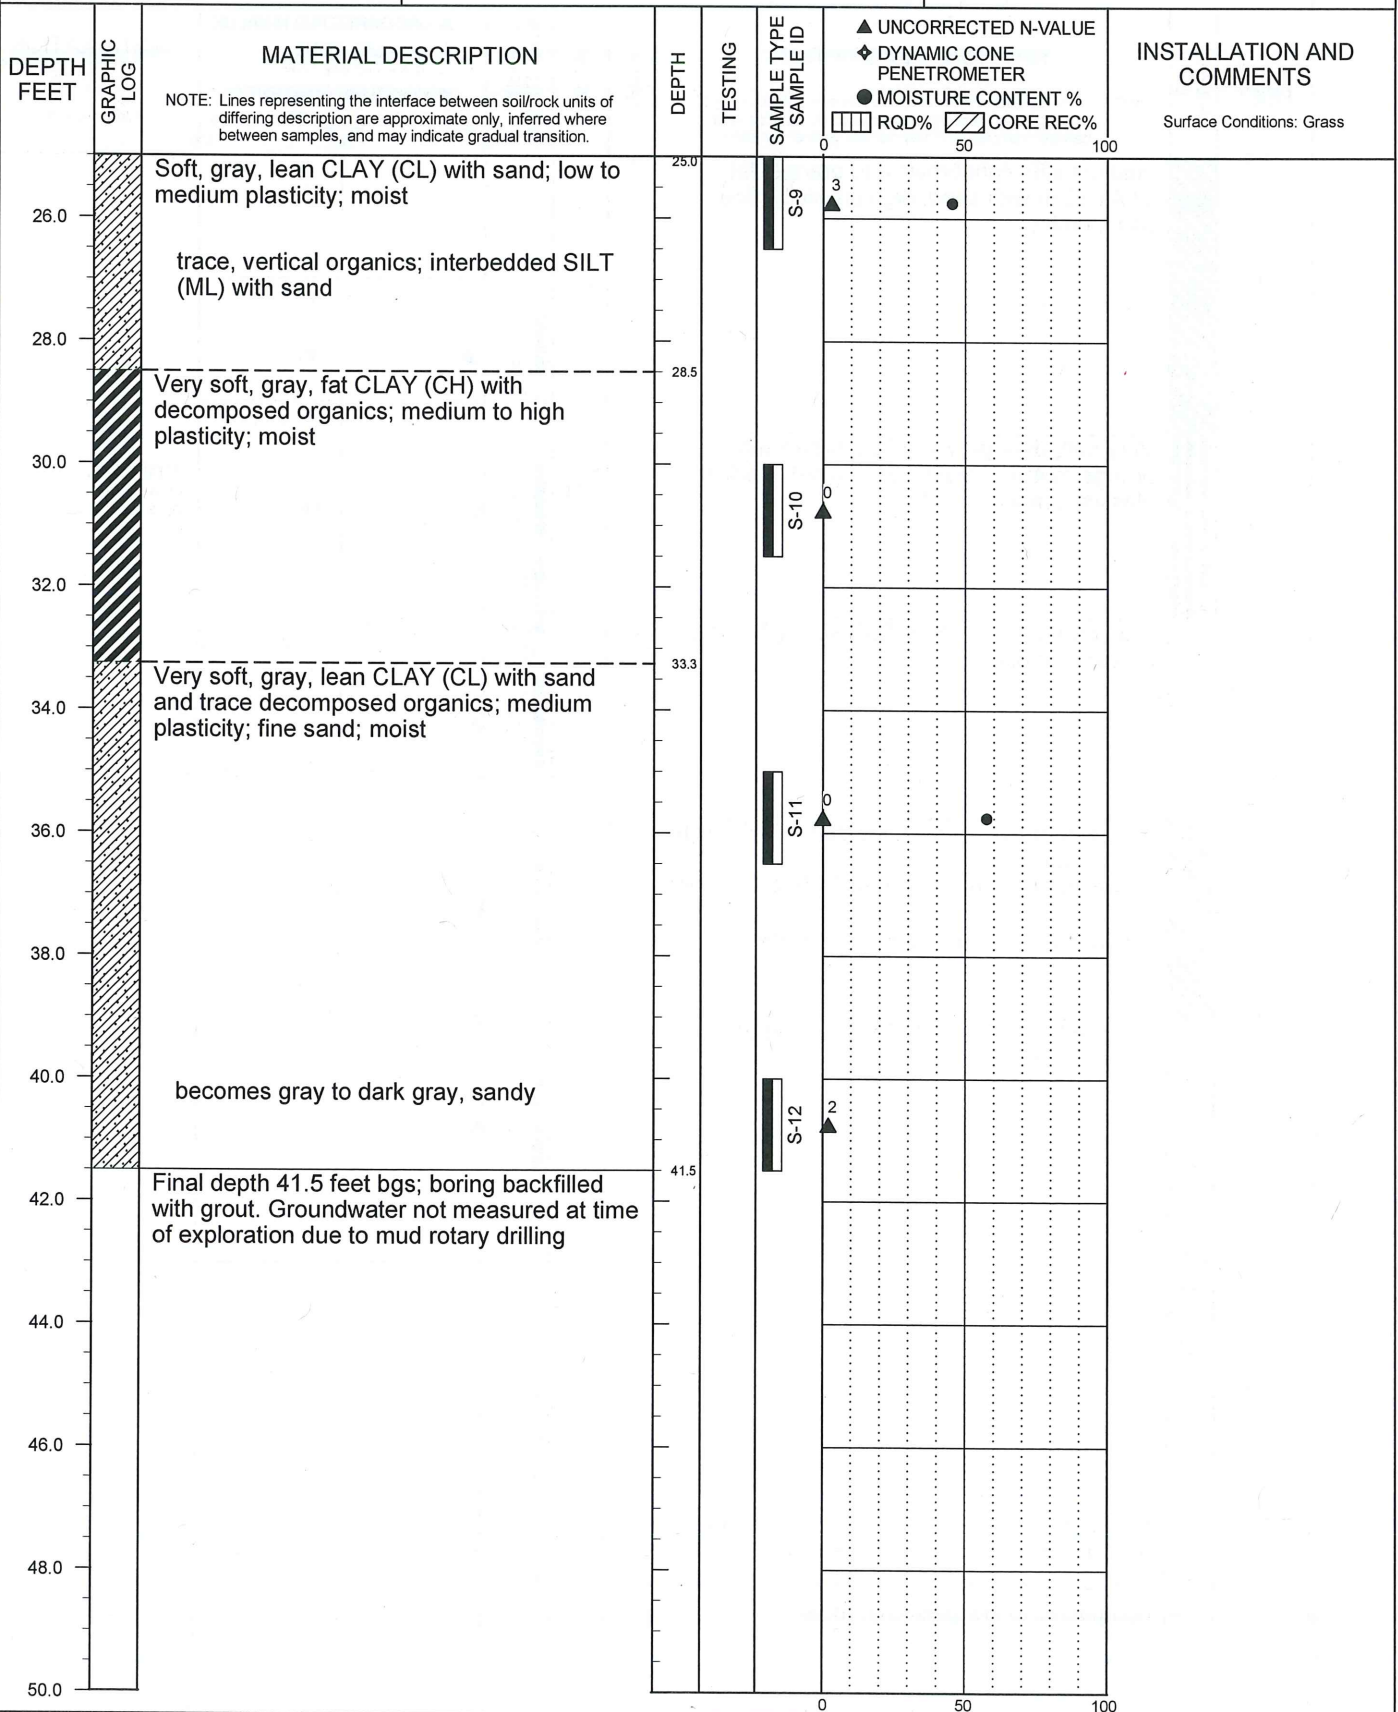 DEPTH
FEET
GRAPHIC
LOG
MATERIAL DESCRIPTION
NOTE: Lines representing the interface between soil/rock units of
differing description are approximate only, inferred where
between samples, and may indicate gradual transition.
DEPTH
TESTING
SAMPLE TYPE
SAMPLE ID
▲ UNCORRECTED N-VALUE
DYNAMIC CONE
PENETROMETER
● MOISTURE CONTENT %
RQD% CORE REC%
0 50 100
INSTALLATION AND
COMMENTS
Surface Conditions: Grass
25.0
Soft, gray, lean CLAY (CL) with sand; low to
medium plasticity; moist
S-9
3
26.0
trace, vertical organics; interbedded SILT
(ML) with sand
28.0
28.5
Very soft, gray, fat CLAY (CH) with
decomposed organics; medium to high
plasticity; moist
30.0
S-10
0
32.0
33.3
Very soft, gray, lean CLAY (CL) with sand
and trace decomposed organics; medium
plasticity; fine sand; moist
34.0
S-11
0
36.0
38.0
40.0
becomes gray to dark gray, sandy
S-12
2
41.5
Final depth 41.5 feet bgs; boring backfilled
with grout. Groundwater not measured at time
of exploration due to mud rotary drilling
42.0
44.0
46.0
48.0
50.0
0 50 100